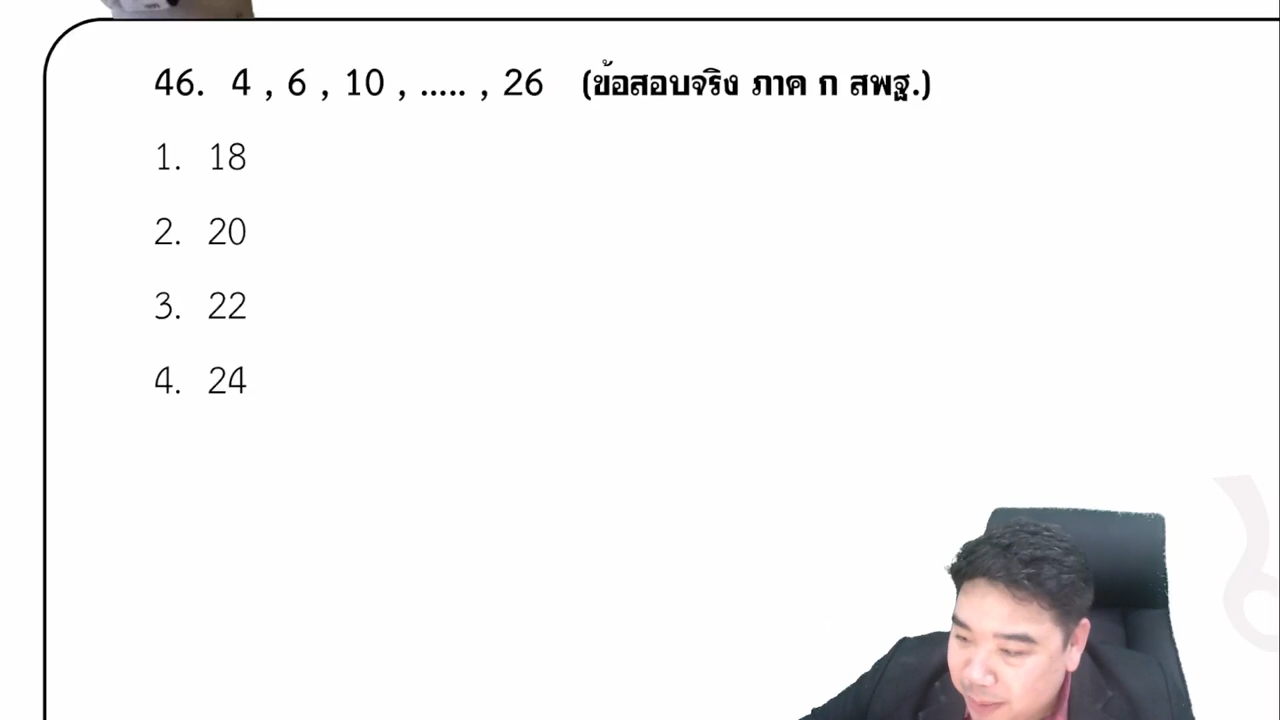 46. 4 , 6 , 10 , ..... , 26 (ข้อสอบจริง ภาค ก สพฐ.)
1. 18
2. 20
3. 22
4. 24